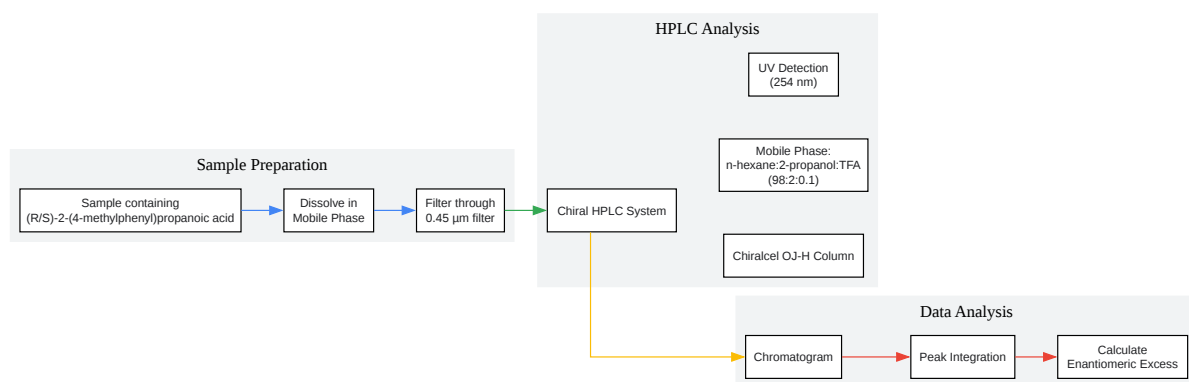 HPLC Analysis
UV Detection
(254 nm)
Mobile Phase:
n-hexane:2-propanol:TFA
(98:2:0.1)
Chiral HPLC System
Chiralcel OJ-H Column
Sample Preparation
Sample containing
(R/S)-2-(4-methylphenyl)propanoic acid
Dissolve in
Mobile Phase
Filter through
0.45 µm filter
Data Analysis
Chromatogram
Peak Integration
Calculate
Enantiomeric Excess